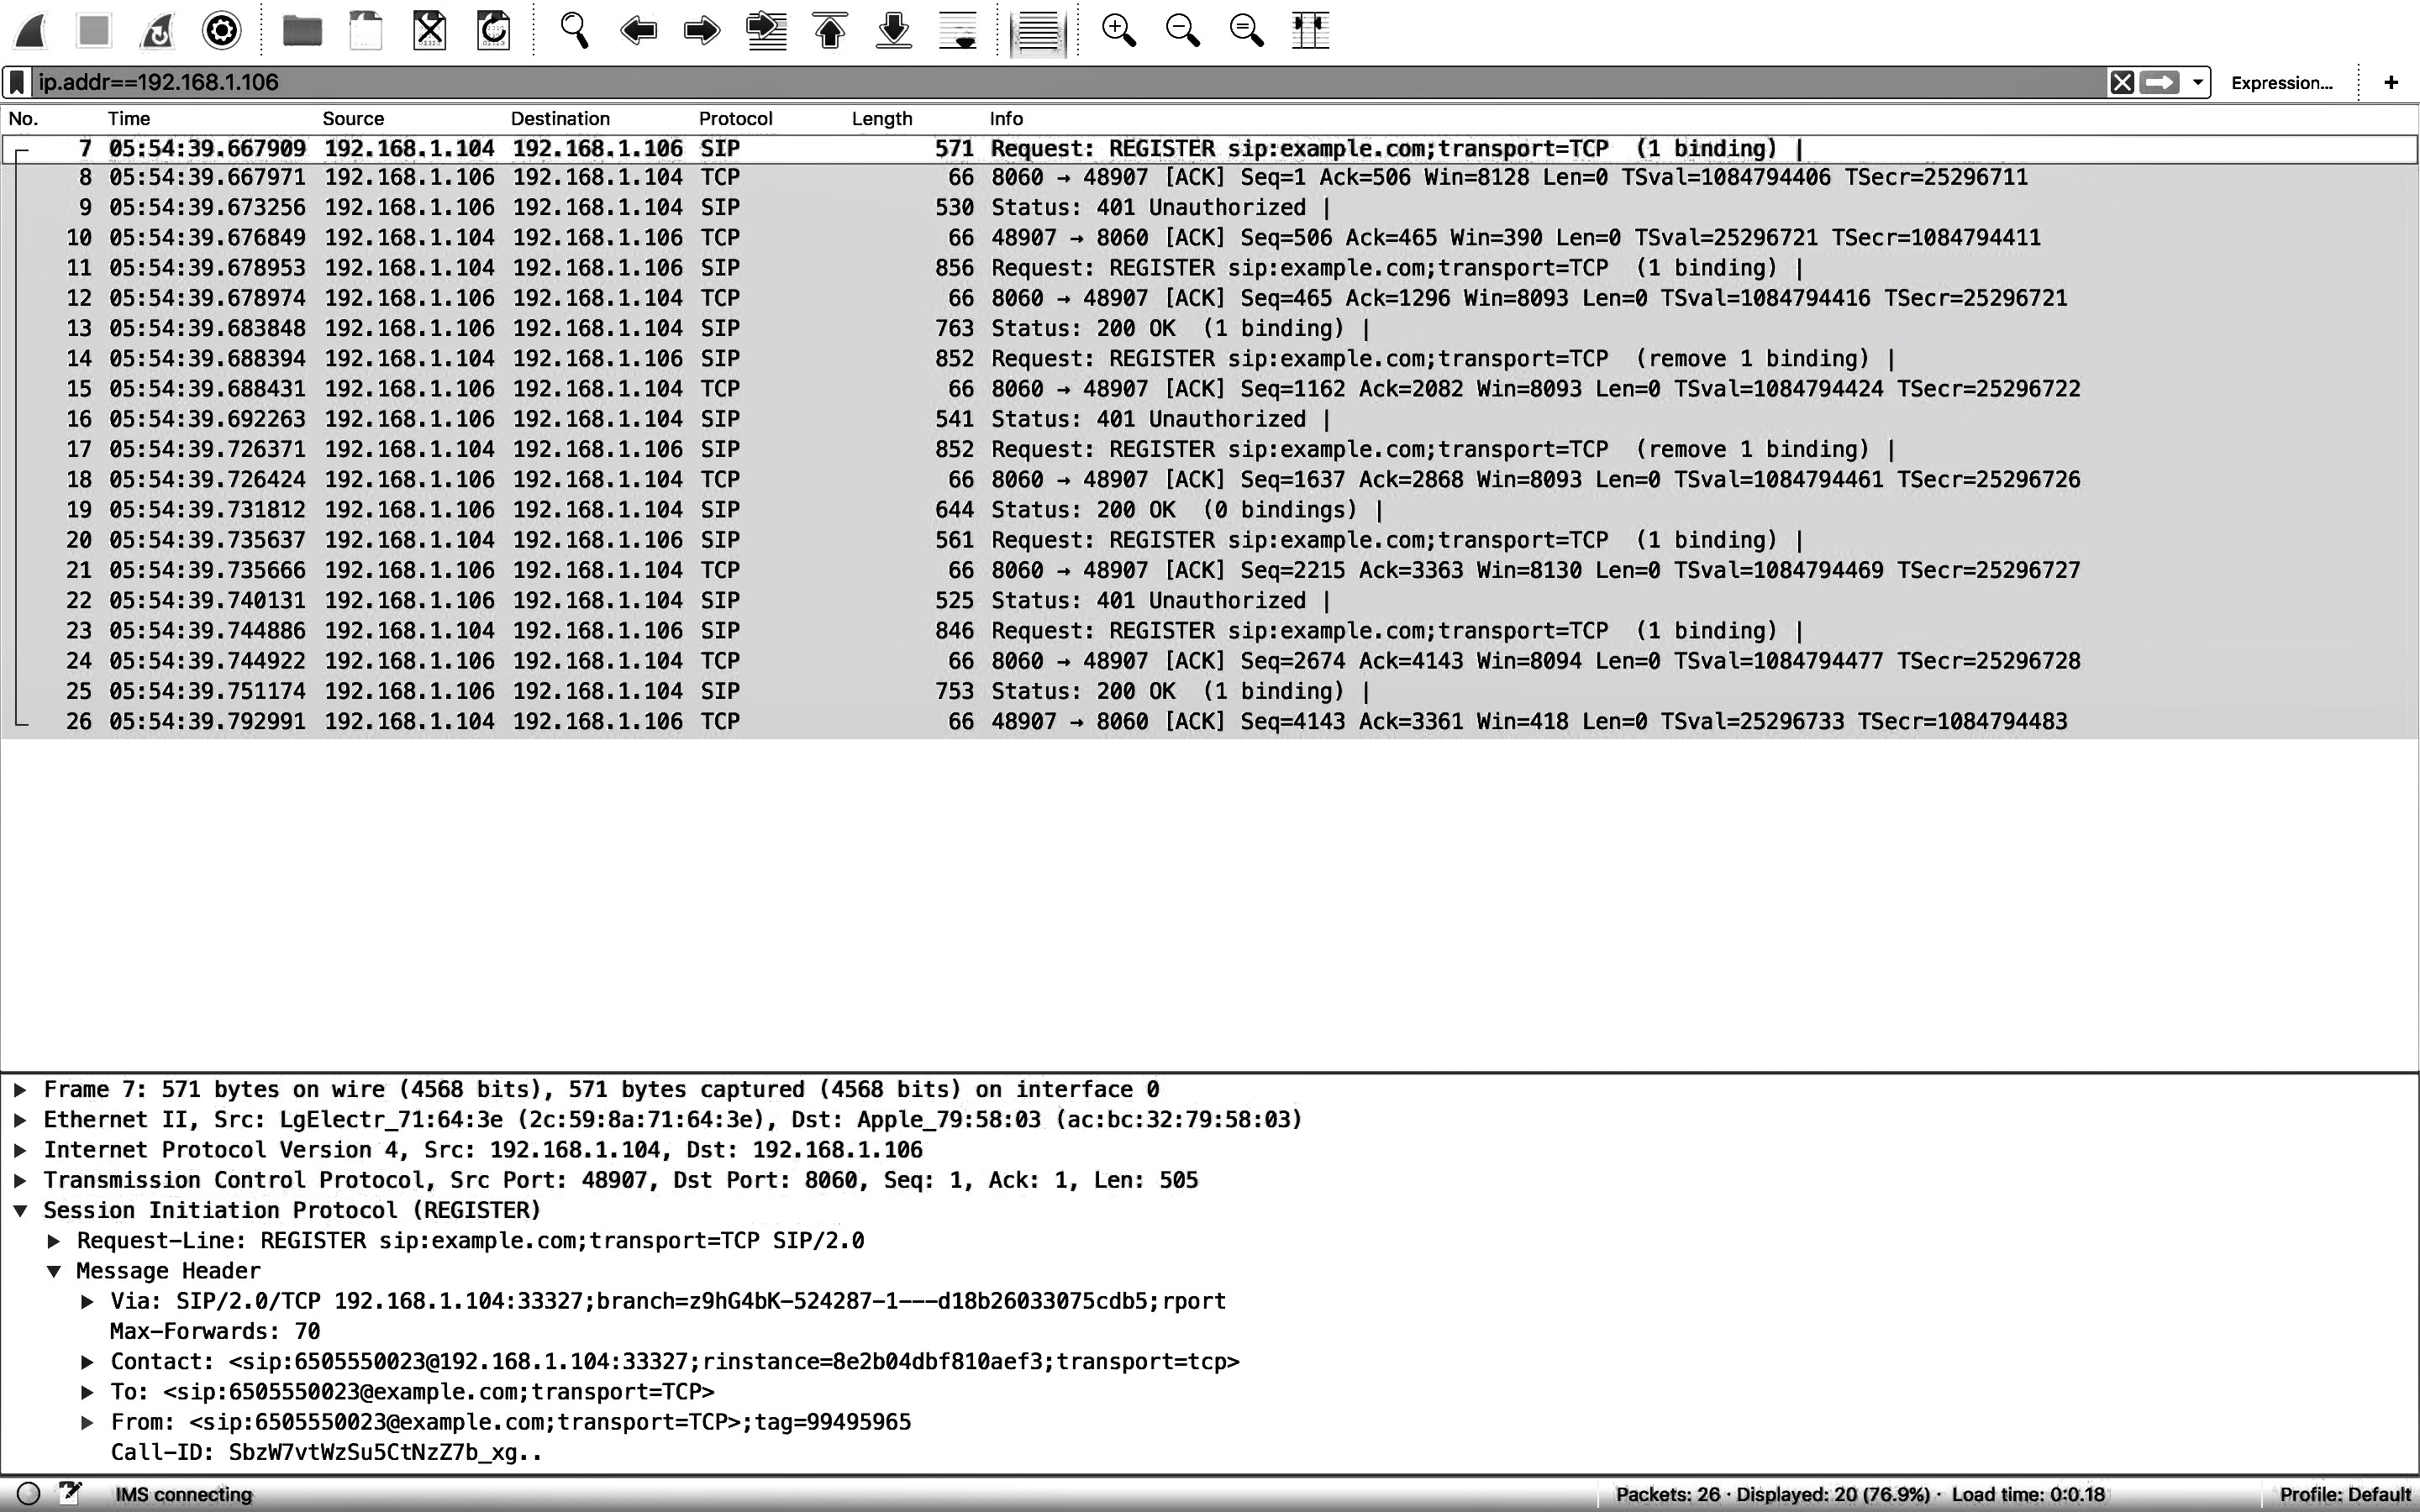 ip.addr==192.168.1.106 Expression... +
No. Time Source Destination Protocol Length Info
7 05:54:39.667909 192.168.1.104 192.168.1.106 SIP 571 Request: REGISTER sip:example.com;transport=TCP (1 binding) |
8 05:54:39.667971 192.168.1.106 192.168.1.104 TCP 66 8060 → 48907 [ACK] Seq=1 Ack=506 Win=8128 Len=0 TSval=1084794406 TSecr=25296711
9 05:54:39.673256 192.168.1.106 192.168.1.104 SIP 530 Status: 401 Unauthorized |
10 05:54:39.676849 192.168.1.104 192.168.1.106 TCP 66 48907 → 8060 [ACK] Seq=506 Ack=465 Win=390 Len=0 TSval=25296721 TSecr=1084794411
11 05:54:39.678953 192.168.1.104 192.168.1.106 SIP 856 Request: REGISTER sip:example.com;transport=TCP (1 binding) |
12 05:54:39.678974 192.168.1.106 192.168.1.104 TCP 66 8060 → 48907 [ACK] Seq=465 Ack=1296 Win=8093 Len=0 TSval=1084794416 TSecr=25296721
13 05:54:39.683848 192.168.1.106 192.168.1.104 SIP 763 Status: 200 OK (1 binding) |
14 05:54:39.688394 192.168.1.104 192.168.1.106 SIP 852 Request: REGISTER sip:example.com;transport=TCP (remove 1 binding) |
15 05:54:39.688431 192.168.1.106 192.168.1.104 TCP 66 8060 → 48907 [ACK] Seq=1162 Ack=2082 Win=8093 Len=0 TSval=1084794424 TSecr=25296722
16 05:54:39.692263 192.168.1.106 192.168.1.104 SIP 541 Status: 401 Unauthorized |
17 05:54:39.726371 192.168.1.104 192.168.1.106 SIP 852 Request: REGISTER sip:example.com;transport=TCP (remove 1 binding) |
18 05:54:39.726424 192.168.1.106 192.168.1.104 TCP 66 8060 → 48907 [ACK] Seq=1637 Ack=2868 Win=8093 Len=0 TSval=1084794461 TSecr=25296726
19 05:54:39.731812 192.168.1.106 192.168.1.104 SIP 644 Status: 200 OK (0 bindings) |
20 05:54:39.735637 192.168.1.104 192.168.1.106 SIP 561 Request: REGISTER sip:example.com;transport=TCP (1 binding) |
21 05:54:39.735666 192.168.1.106 192.168.1.104 TCP 66 8060 → 48907 [ACK] Seq=2215 Ack=3363 Win=8130 Len=0 TSval=1084794469 TSecr=25296727
22 05:54:39.740131 192.168.1.106 192.168.1.104 SIP 525 Status: 401 Unauthorized |
23 05:54:39.744886 192.168.1.104 192.168.1.106 SIP 846 Request: REGISTER sip:example.com;transport=TCP (1 binding) |
24 05:54:39.744922 192.168.1.106 192.168.1.104 TCP 66 8060 → 48907 [ACK] Seq=2674 Ack=4143 Win=8094 Len=0 TSval=1084794477 TSecr=25296728
25 05:54:39.751174 192.168.1.106 192.168.1.104 SIP 753 Status: 200 OK (1 binding) |
26 05:54:39.792991 192.168.1.104 192.168.1.106 TCP 66 48907 → 8060 [ACK] Seq=4143 Ack=3361 Win=418 Len=0 TSval=25296733 TSecr=1084794483
Frame 7: 571 bytes on wire (4568 bits), 571 bytes captured (4568 bits) on interface 0
Ethernet II, Src: LgElectr_71:64:3e (2c:59:8a:71:64:3e), Dst: Apple_79:58:03 (ac:bc:32:79:58:03)
Internet Protocol Version 4, Src: 192.168.1.104, Dst: 192.168.1.106
Transmission Control Protocol, Src Port: 48907, Dst Port: 8060, Seq: 1, Ack: 1, Len: 505
Session Initiation Protocol (REGISTER)
Request-Line: REGISTER sip:example.com;transport=TCP SIP/2.0
Message Header
Via: SIP/2.0/TCP 192.168.1.104:33327;branch=z9hG4bK-524287-1---d18b26033075cdb5;rport
Max-Forwards: 70
Contact: <sip:6505550023@192.168.1.104:33327;rinstance=8e2b04dbf810aef3;transport=tcp>
To: <sip:6505550023@example.com;transport=TCP>
From: <sip:6505550023@example.com;transport=TCP>;tag=99495965
Call-ID: SbzW7vtWzSu5CtNzZ7b_xg..
IMS connecting Packets: 26 · Displayed: 20 (76.9%) · Load time: 0:0.18 Profile: Default